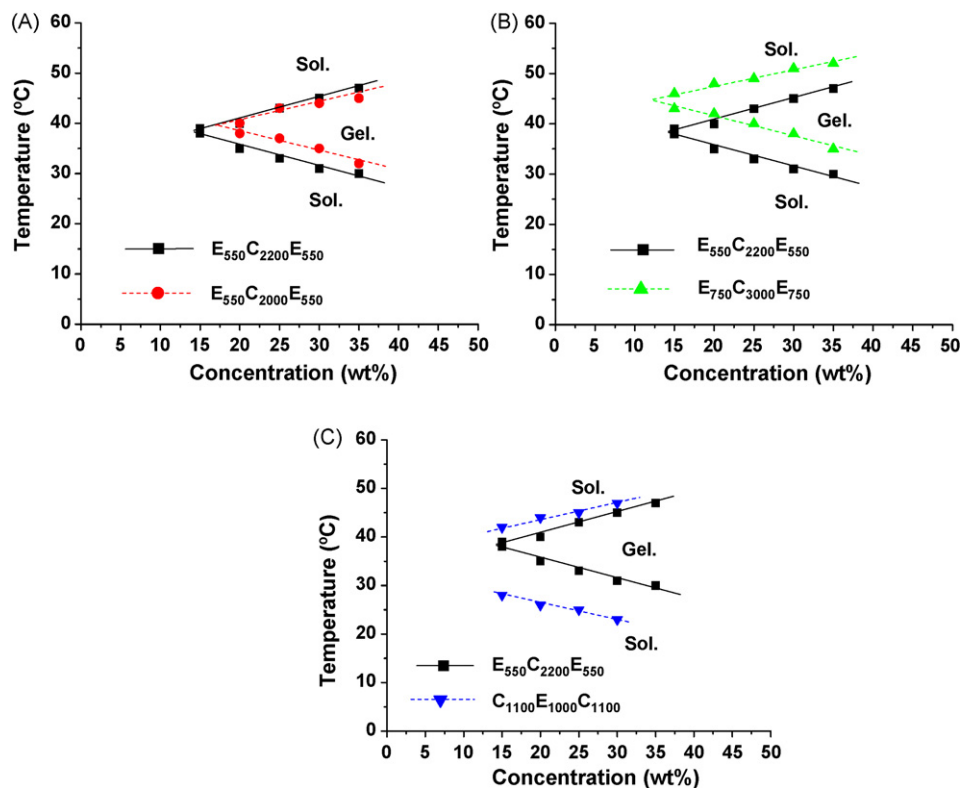 (A)
60
50
40
30
20
10
0
Temperature (ºC)
Sol.
Gel.
Sol.
E550C2200E550
E550C2000E550
0 5 10 15 20 25 30 35 40 45 50
Concentration (wt%)
(B)
60
50
40
30
20
10
0
Temperature (ºC)
Sol.
Gel.
Sol.
E550C2200E550
E750C3000E750
0 5 10 15 20 25 30 35 40 45 50
Concentration (wt%)
(C)
60
50
40
30
20
10
0
Temperature (ºC)
Sol.
Gel.
Sol.
E550C2200E550
C1100E1000C1100
0 5 10 15 20 25 30 35 40 45 50
Concentration (wt%)